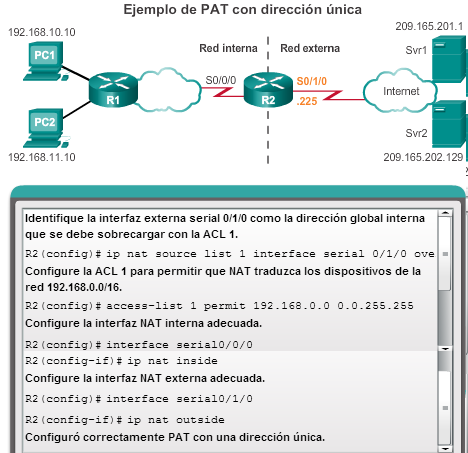 Ejemplo de PAT con dirección única
192.168.10.10
PC1
PC2
192.168.11.10
R1
Red interna
Red externa
S0/0/0
R2
S0/1/0
.225
Internet
209.165.201.1
Svr1
Svr2
209.165.202.129
Identifique la interfaz externa serial 0/1/0 como la dirección global interna
que se debe sobrecargar con la ACL 1.
R2(config)# ip nat source list 1 interface serial 0/1/0 ove
Configure la ACL 1 para permitir que NAT traduzca los dispositivos de la
red 192.168.0.0/16.
R2(config)# access-list 1 permit 192.168.0.0 0.0.255.255
Configure la interfaz NAT interna adecuada.
R2(config)# interface serial0/0/0
R2(config-if)# ip nat inside
Configure la interfaz NAT externa adecuada.
R2(config)# interface serial0/1/0
R2(config-if)# ip nat outside
Configuró correctamente PAT con una dirección única.